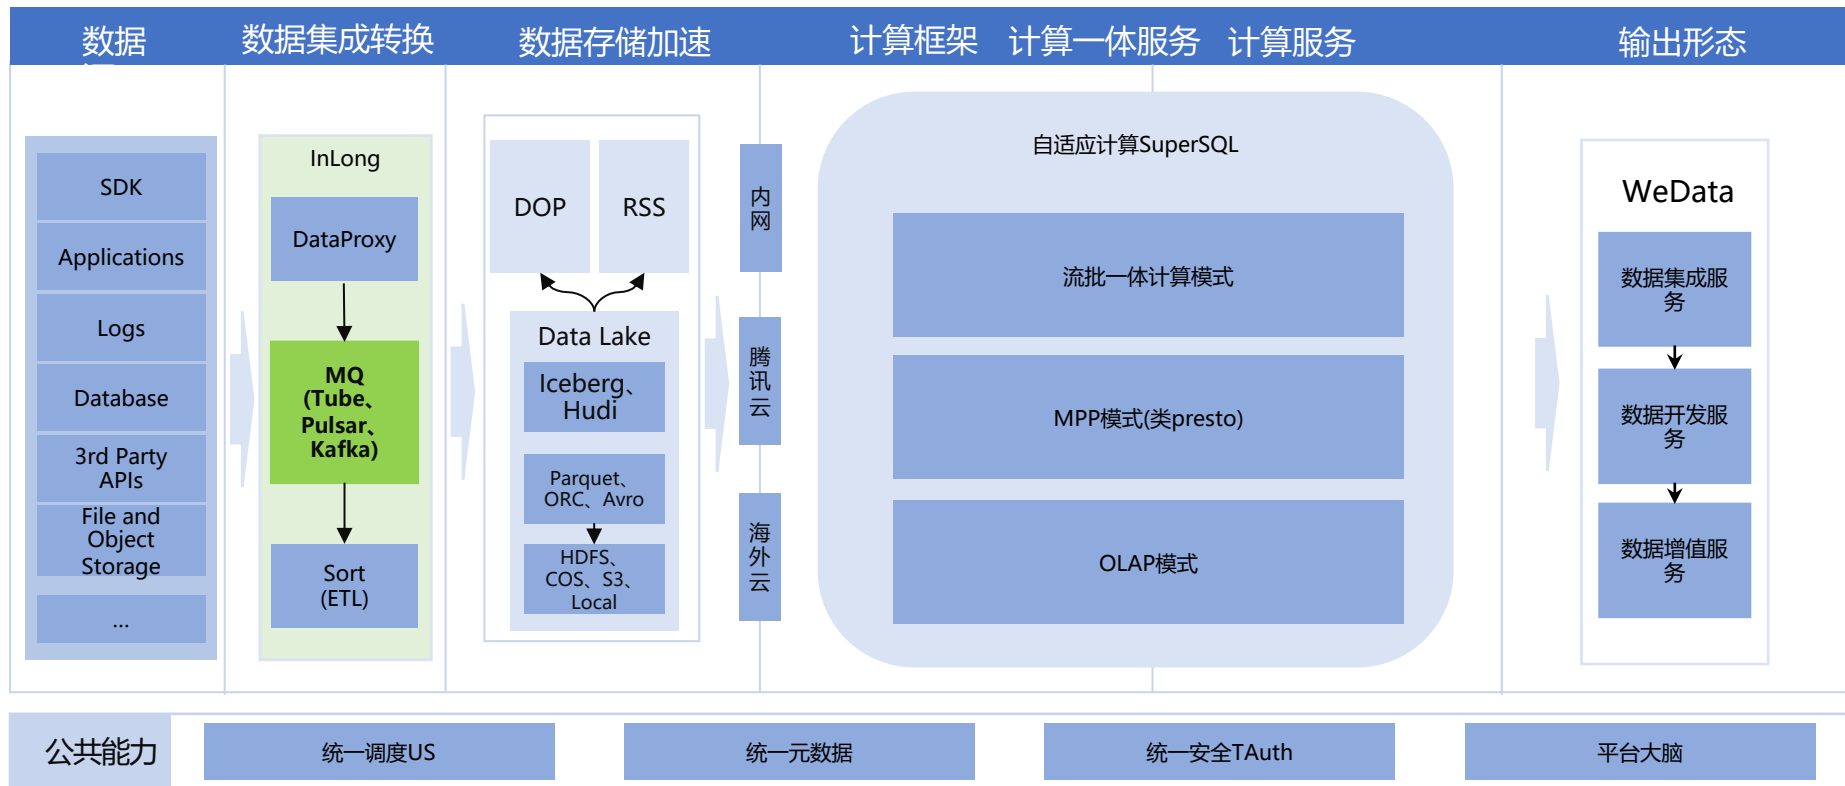 数据
数据集成转换
数据存储加速
计算框架
计算一体服务
计算服务
输出形态
SDK
Applications
Logs
Database
3rd Party
APIs
File and
Object
Storage
...
InLong
DataProxy
MQ
(Tube、
Pulsar、
Kafka)
Sort
(ETL)
DOP
RSS
Data Lake
Iceberg、
Hudi
Parquet、
ORC、Avro
HDFS、
COS、S3、
Local
内
网
腾
讯
云
海
外
云
自适应计算SuperSQL
流批一体计算模式
MPP模式(类presto)
OLAP模式
WeData
数据集成服
务
数据开发服
务
数据增值服
务
公共能力
统一调度US
统一元数据
统一安全TAuth
平台大脑